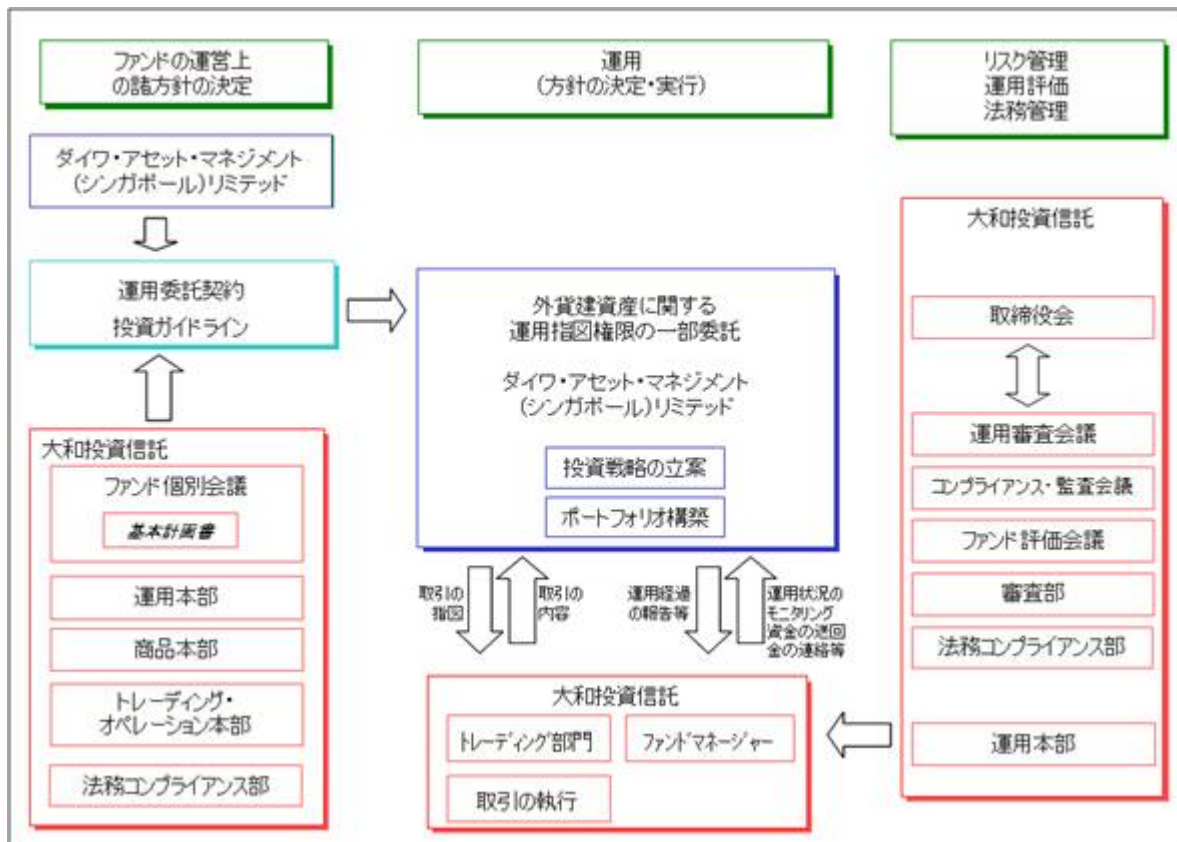 ファンドの運営上
の諸方針の決定
運用
(方針の決定・実行)
リスク管理
運用評価
法務管理
ダイワ・アセット・マネジメント
(シンガポール)リミテッド
運用委託契約
投資ガイドライン
大和投資信託
ファンド個別会議
基本計画書
運用本部
商品本部
トレーディング・
オペレーション本部
法務コンプライアンス部
外貨建資産に関する
運用指図権限の一部委託
ダイワ・アセット・マネジメント
(シンガポール)リミテッド
投資戦略の立案
ポートフォリオ構築
取引の
指図
取引の
内容
運用経過
の報告等
運用状況の
モニタリング
資金の送回
金の連絡等
大和投資信託
トレーディング部門
ファンドマネージャー
取引の執行
大和投資信託
取締役会
運用審査会議
コンプライアンス・監査会議
ファンド評価会議
審査部
法務コンプライアンス部
運用本部